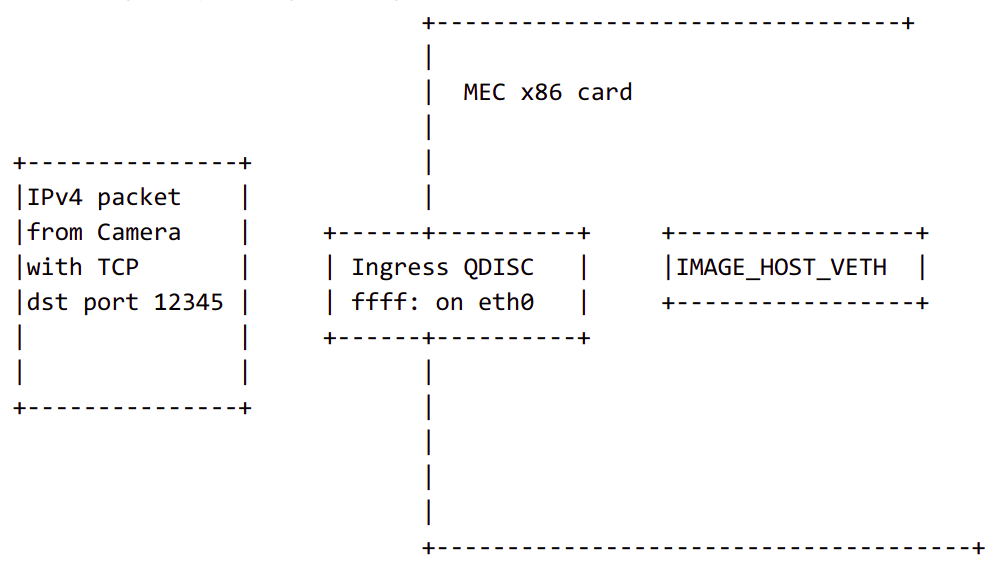 MEC x86 card
IPv4 packet
from Camera
with TCP
dst port 12345
Ingress QDISC
ffff: on eth0
IMAGE_HOST_VETH